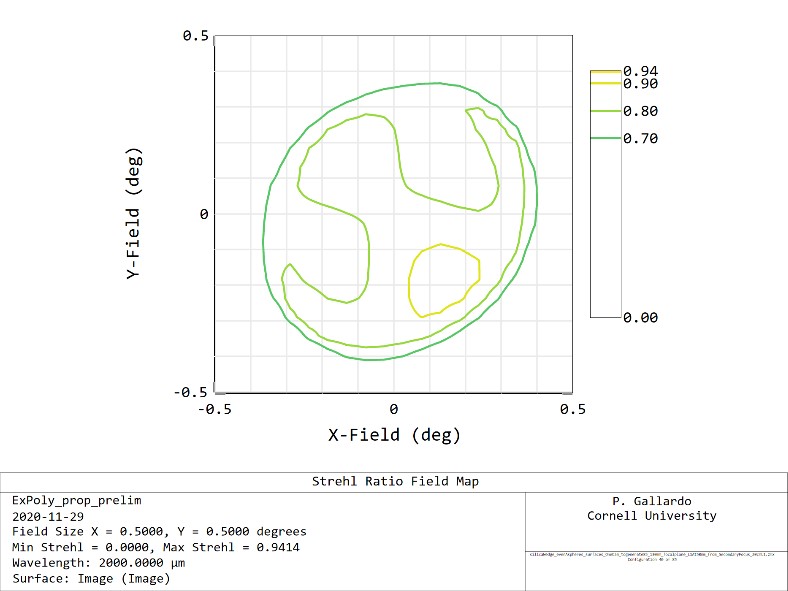 0.5
0
-0.5
Y-Field (deg)
-0.5 0 0.5
X-Field (deg)
0.94
0.90
0.80
0.70
0.00
Strehl Ratio Field Map
ExPoly_prop_prelim
2020-11-29
Field Size X = 0.5000, Y = 0.5000 degrees
Min Strehl = 0.0000, Max Strehl = 0.9414
Wavelength: 2000.0000 µm
Surface: Image (Image)
P. Gallardo
Cornell University